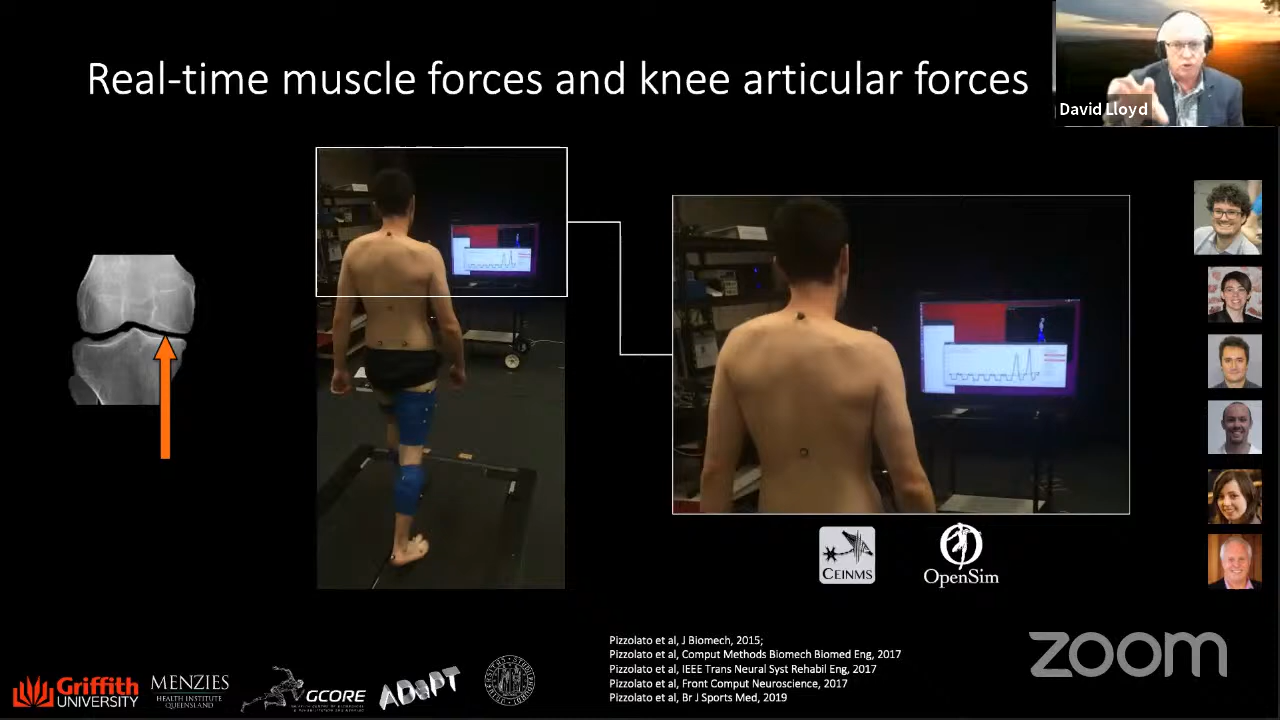 Real-time muscle forces and knee articular forces
David Lloyd
CEINMS
OpenSim
Pizzolato et al, J Biomech, 2015;
Pizzolato et al, Comput Methods Biomech Biomed Eng, 2017
Pizzolato et al, IEEE Trans Neural Syst Rehabil Eng, 2017
Pizzolato et al, Front Comput Neuroscience, 2017
Pizzolato et al, Br J Sports Med, 2019
zoom
Griffith
UNIVERSITY
MENZIES
HEALTH INSTITUTE
QUEENSLAND
GCORE
ADAPT